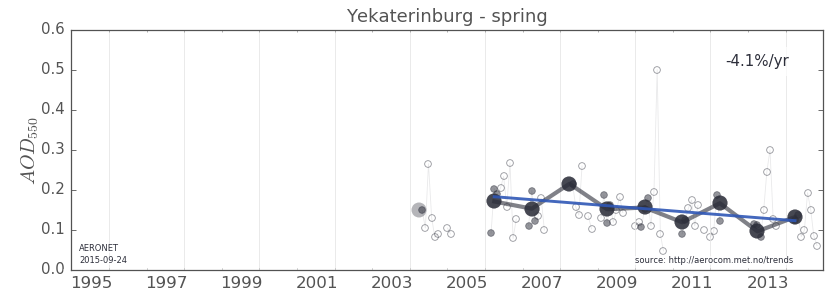 Yekaterinburg - spring
0.6
-4.1%/yr
0.5
0.4
AOD550
0.3
0.2
0.1
AERONET
2015-09-24
source: http://aerocom.met.no/trends
0.0
1995 1997 1999 2001 2003 2005 2007 2009 2011 2013